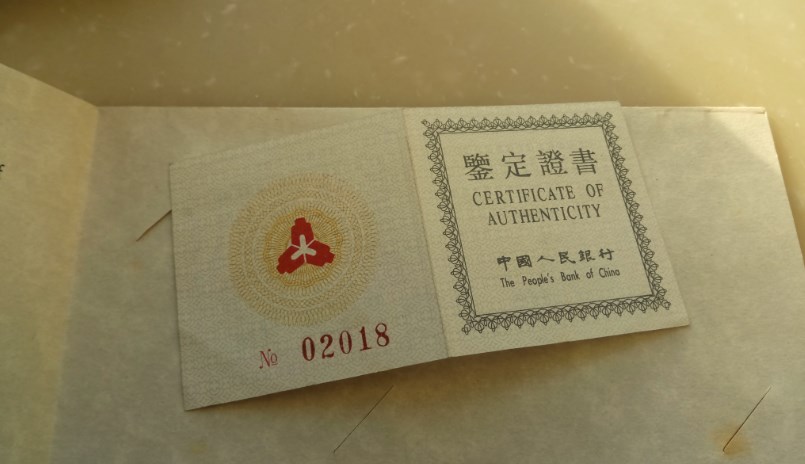 № 02018
鑒定證書
CERTIFICATE OF
AUTHENTICITY
中國人民銀行
The People's Bank of China